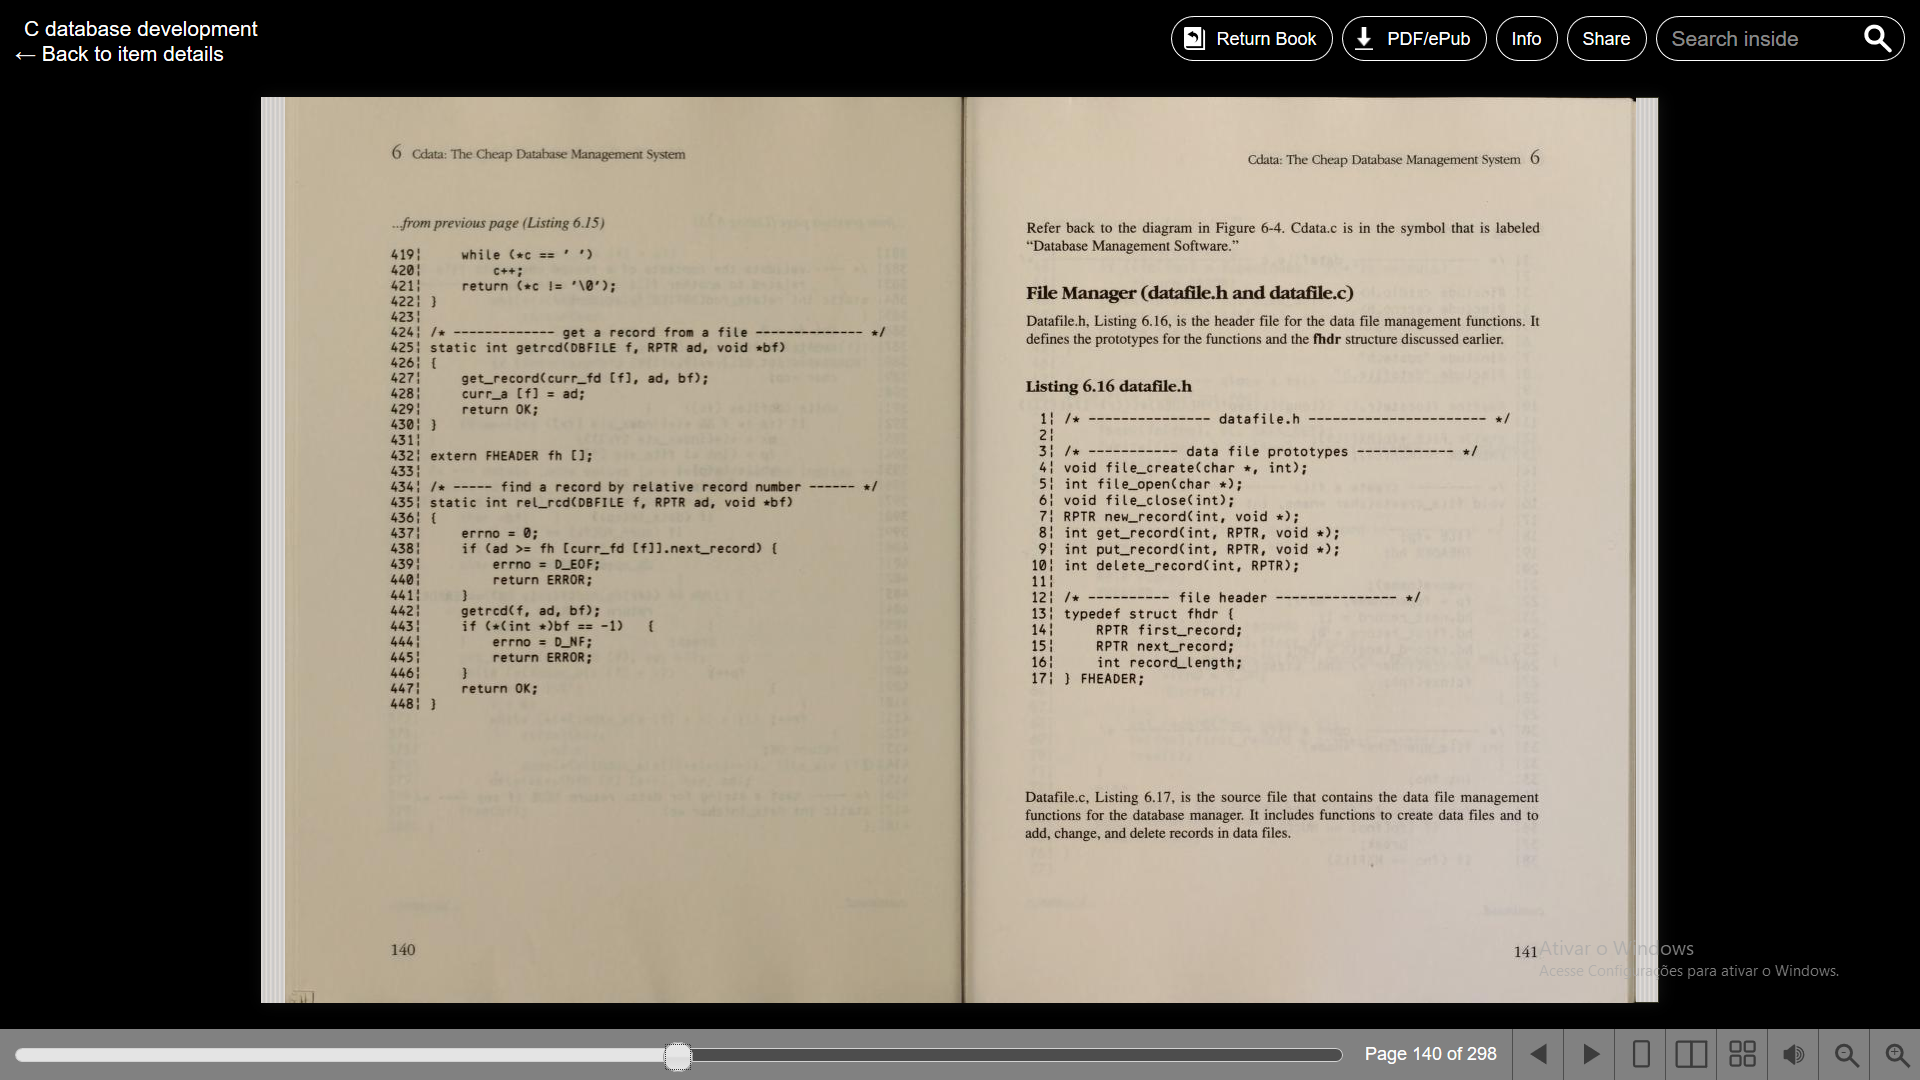 C database development
← Back to item details
Return Book
PDF/ePub
Info
Share
Search inside
6 Cdata: The Cheap Database Management System
...from previous page (Listing 6.15)
419¦     while (*c == ' ')
420¦         c++;
421¦     return (*c != '\0');
422¦ }
423¦
424¦ /* ------------- get a record from a file -------------- */
425¦ static int getrcd(DBFILE f, RPTR ad, void *bf)
426¦ {
427¦     get_record(curr_fd [f], ad, bf);
428¦     curr_a [f] = ad;
429¦     return OK;
430¦ }
431¦
432¦ extern FHEADER fh [];
433¦
434¦ /* ----- find a record by relative record number ------ */
435¦ static int rel_rcd(DBFILE f, RPTR ad, void *bf)
436¦ {
437¦     errno = 0;
438¦     if (ad >= fh [curr_fd [f]].next_record) {
439¦         errno = D_EOF;
440¦         return ERROR;
441¦     }
442¦     getrcd(f, ad, bf);
443¦     if (*(int *)bf == -1)   {
444¦         errno = D_NF;
445¦         return ERROR;
446¦     }
447¦     return OK;
448¦ }
140
Cdata: The Cheap Database Management System 6
Refer back to the diagram in Figure 6-4. Cdata.c is in the symbol that is labeled
“Database Management Software.”
File Manager (datafile.h and datafile.c)
Datafile.h, Listing 6.16, is the header file for the data file management functions. It
defines the prototypes for the functions and the fhdr structure discussed earlier.
Listing 6.16 datafile.h
1¦ /* --------------- datafile.h ---------------------- */
2¦
3¦ /* ----------- data file prototypes ------------ */
4¦ void file_create(char *, int);
5¦ int file_open(char *);
6¦ void file_close(int);
7¦ RPTR new_record(int, void *);
8¦ int get_record(int, RPTR, void *);
9¦ int put_record(int, RPTR, void *);
10¦ int delete_record(int, RPTR);
11¦
12¦ /* ---------- file header --------------- */
13¦ typedef struct fhdr {
14¦     RPTR first_record;
15¦     RPTR next_record;
16¦     int record_length;
17¦ } FHEADER;
Datafile.c, Listing 6.17, is the source file that contains the data file management
functions for the database manager. It includes functions to create data files and to
add, change, and delete records in data files.
141
Ativar o Windows
Acesse Configurações para ativar o Windows.
Page 140 of 298